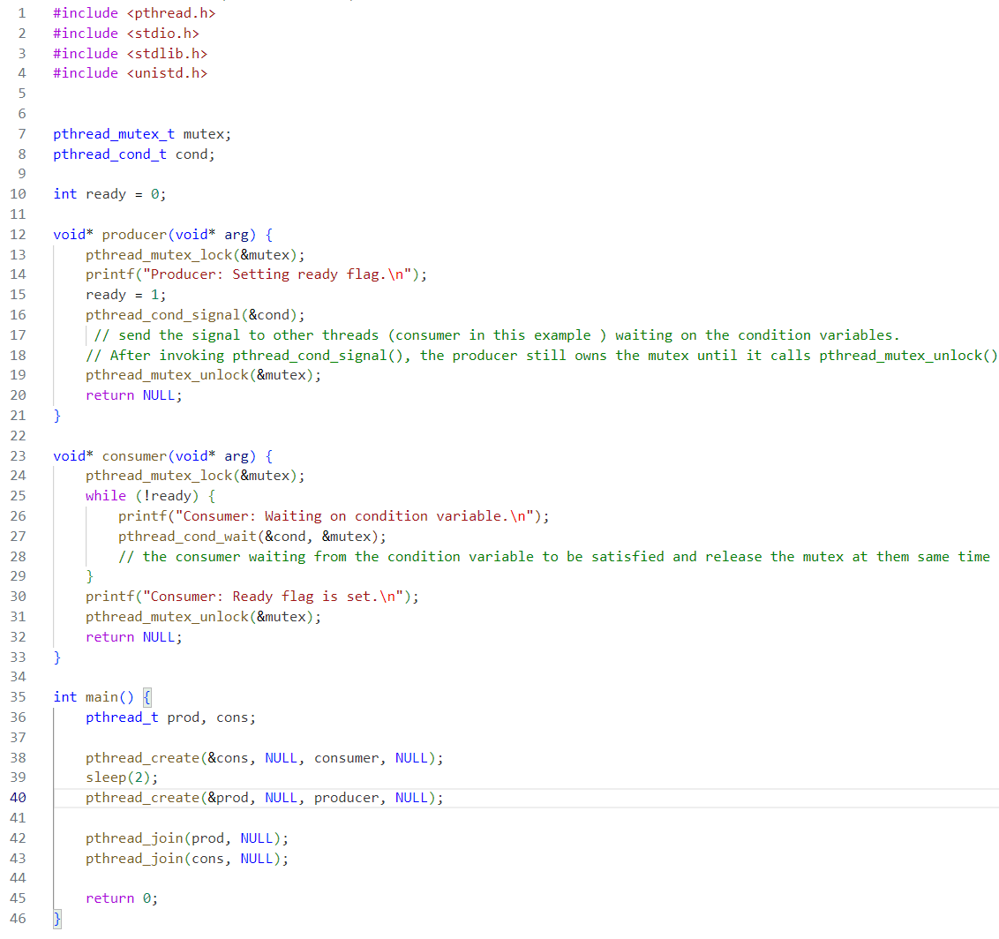 1 #include <pthread.h>
2 #include <stdio.h>
3 #include <stdlib.h>
4 #include <unistd.h>
5
6
7 pthread_mutex_t mutex;
8 pthread_cond_t cond;
9
10 int ready = 0;
11
12 void* producer(void* arg) {
13     pthread_mutex_lock(&mutex);
14     printf("Producer: Setting ready flag.\n");
15     ready = 1;
16     pthread_cond_signal(&cond);
17      // send the signal to other threads (consumer in this example ) waiting on the condition variables.
18     // After invoking pthread_cond_signal(), the producer still owns the mutex until it calls pthread_mutex_unlock()
19     pthread_mutex_unlock(&mutex);
20     return NULL;
21 }
22
23 void* consumer(void* arg) {
24     pthread_mutex_lock(&mutex);
25     while (!ready) {
26         printf("Consumer: Waiting on condition variable.\n");
27         pthread_cond_wait(&cond, &mutex);
28         // the consumer waiting from the condition variable to be satisfied and release the mutex at them same time
29     }
30     printf("Consumer: Ready flag is set.\n");
31     pthread_mutex_unlock(&mutex);
32     return NULL;
33 }
34
35 int main() {
36     pthread_t prod, cons;
37
38     pthread_create(&cons, NULL, consumer, NULL);
39     sleep(2);
40     pthread_create(&prod, NULL, producer, NULL);
41
42     pthread_join(prod, NULL);
43     pthread_join(cons, NULL);
44
45     return 0;
46 }